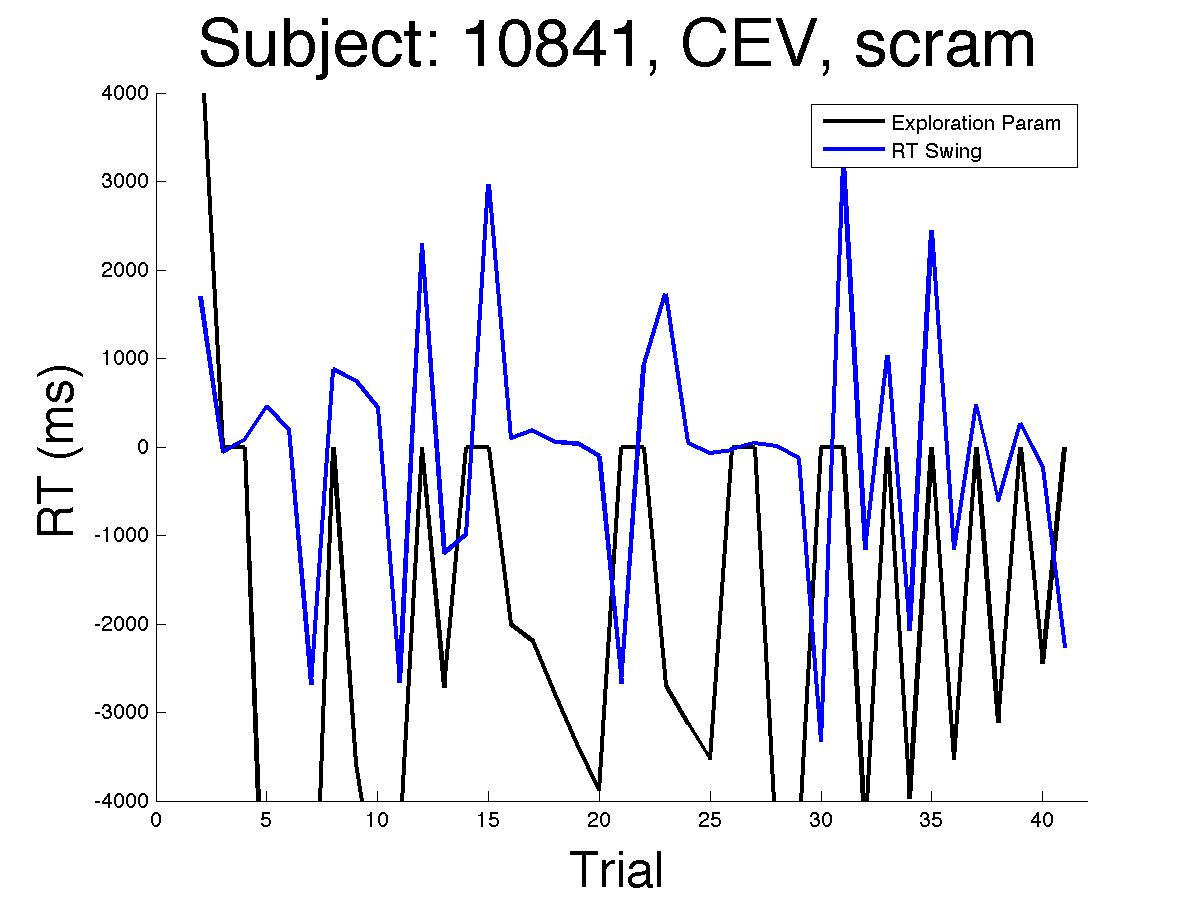 Subject: 10841, CEV, scram
4000
3000
2000
1000
0
-1000
-2000
-3000
-4000
RT (ms)
Exploration Param
RT Swing
0 5 10 15 20 25 30 35 40
Trial